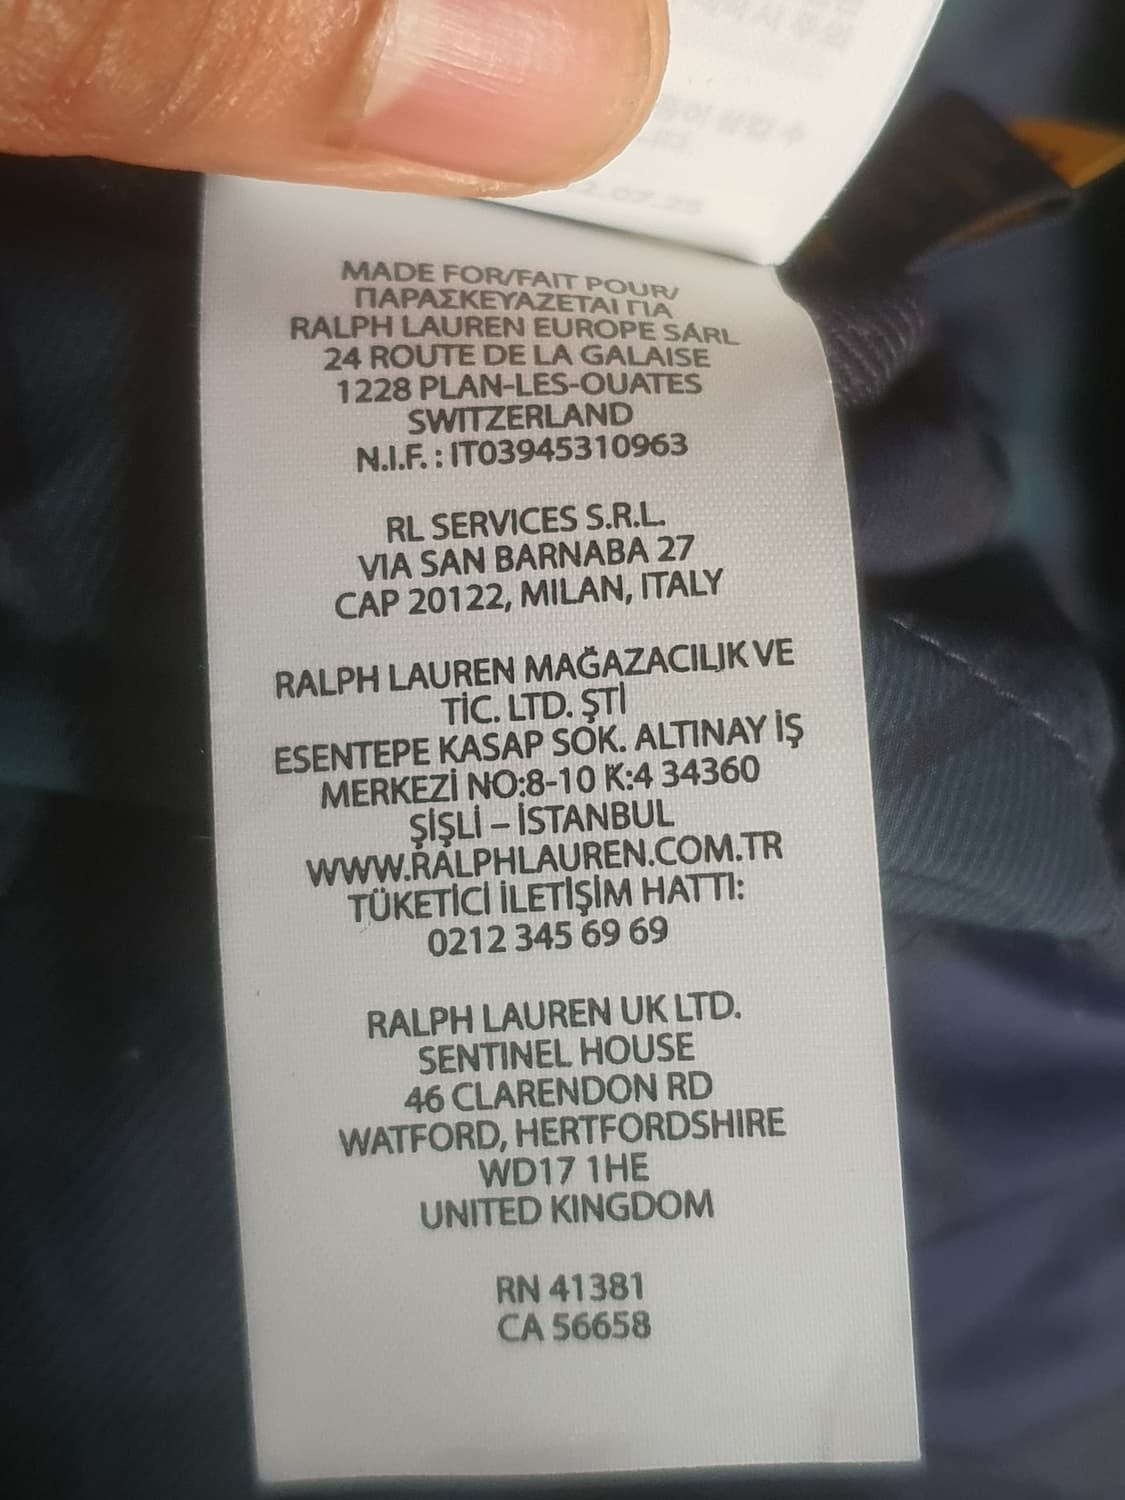 MADE FOR/FAIT POUR/
ΠΑΡΑΣΚΕΥΑΖΕΤΑΙ ΓΙΑ
RALPH LAUREN EUROPE SARL
24 ROUTE DE LA GALAISE
1228 PLAN-LES-OUATES
SWITZERLAND
N.I.F. : IT03945310963
RL SERVICES S.R.L.
VIA SAN BARNABA 27
CAP 20122, MILAN, ITALY
RALPH LAUREN MAĞAZACILIK VE
TİC. LTD. ŞTİ
ESENTEPE KASAP SOK. ALTINAY İŞ
MERKEZİ NO:8-10 K:4 34360
ŞİŞLİ – İSTANBUL
WWW.RALPHLAUREN.COM.TR
TÜKETİCİ İLETİŞİM HATTI:
0212 345 69 69
RALPH LAUREN UK LTD.
SENTINEL HOUSE
46 CLARENDON RD
WATFORD, HERTFORDSHIRE
WD17 1HE
UNITED KINGDOM
RN 41381
CA 56658